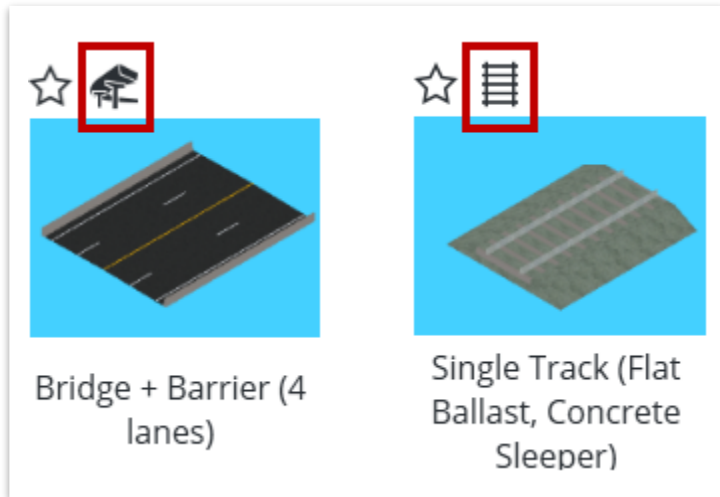 Bridge + Barrier (4
lanes)
Single Track (Flat
Ballast, Concrete
Sleeper)